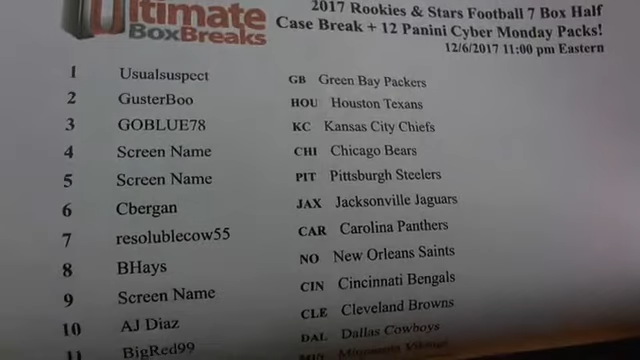 Ultimate
BoxBreaks
2017 Rookies & Stars Football 7 Box Half
Case Break + 12 Panini Cyber Monday Packs!
12/6/2017 11:00 pm Eastern
1 Usualsuspect GB Green Bay Packers
2 GusterBoo HOU Houston Texans
3 GOBLUE78 KC Kansas City Chiefs
4 Screen Name CHI Chicago Bears
5 Screen Name PIT Pittsburgh Steelers
6 Cbergan JAX Jacksonville Jaguars
7 resolublecow55 CAR Carolina Panthers
8 BHays NO New Orleans Saints
9 Screen Name CIN Cincinnati Bengals
10 AJ Diaz CLE Cleveland Browns
11 BigRed99 DAL Dallas Cowboys
MIN Minnesota Vikings